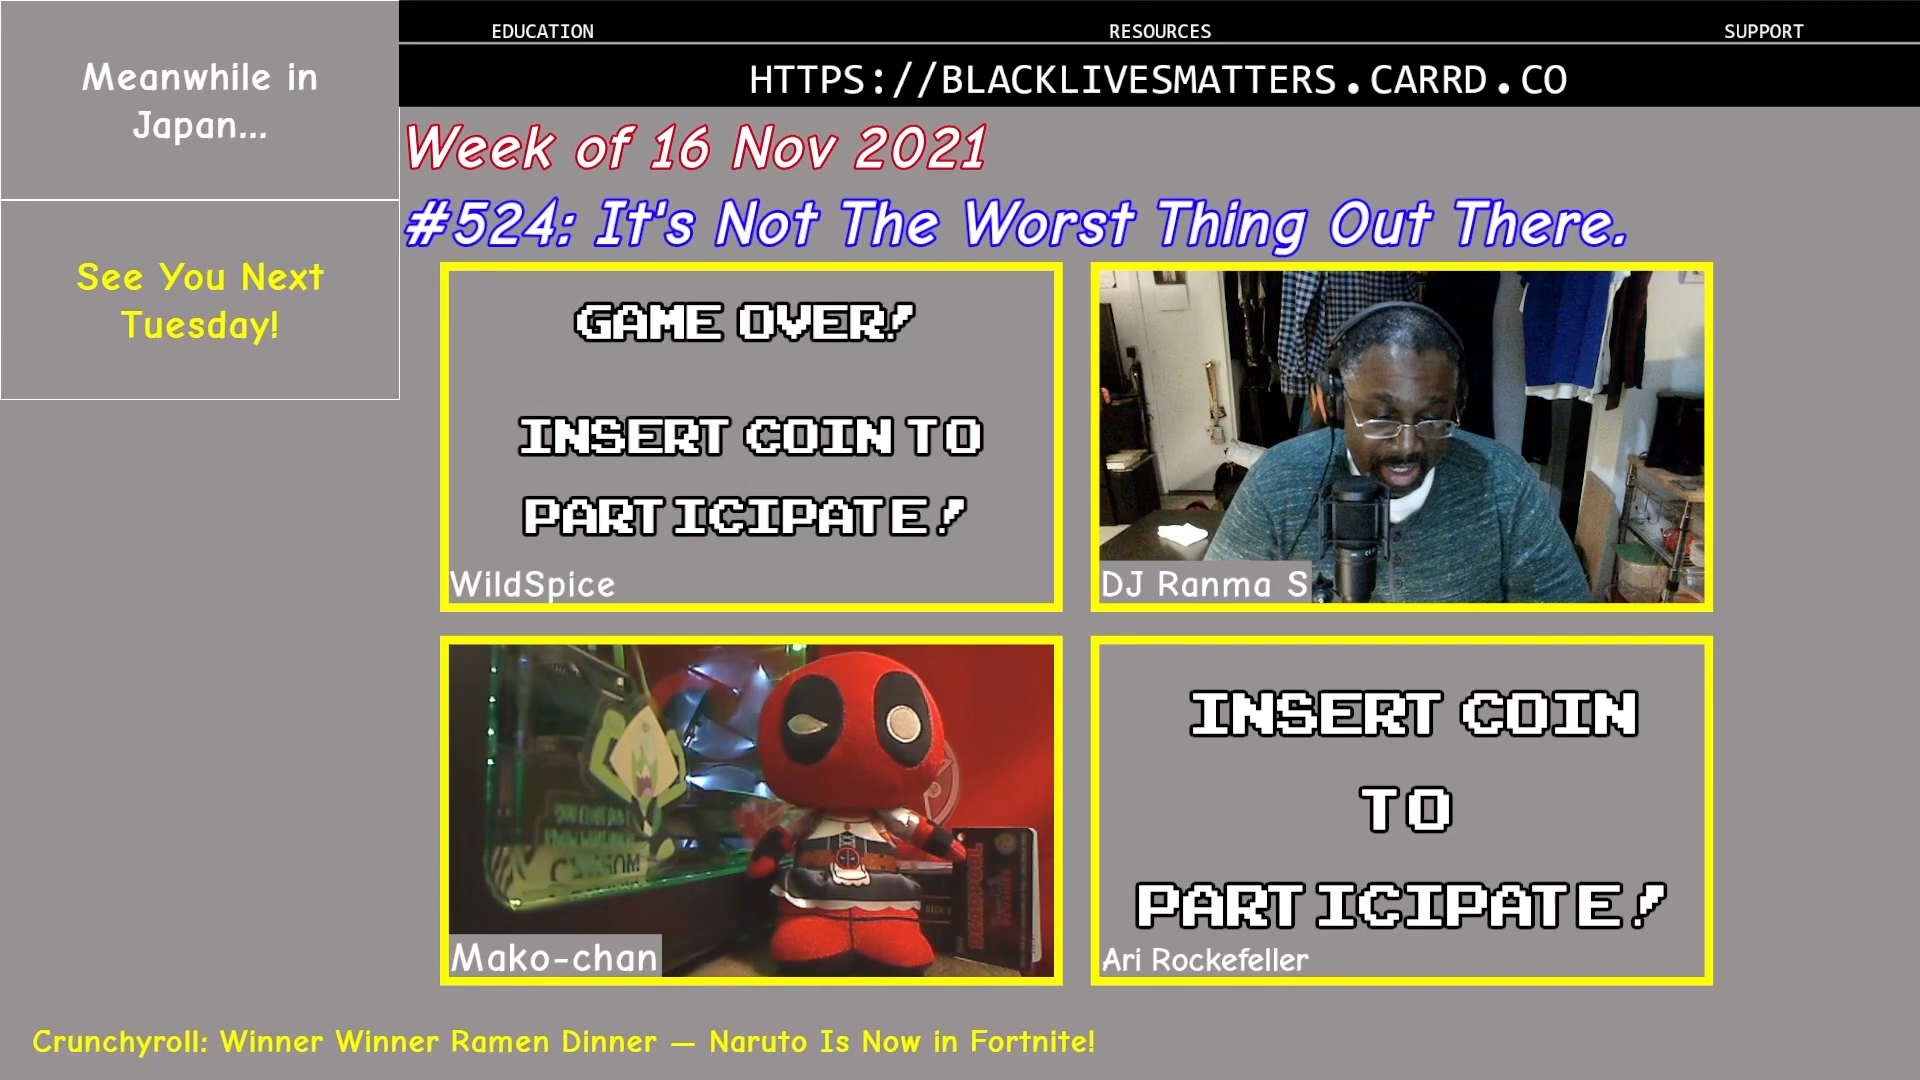 Meanwhile in
Japan...
See You Next
Tuesday!
EDUCATION
RESOURCES
SUPPORT
HTTPS://BLACKLIVESMATTERS.CARRD.CO
Week of 16 Nov 2021
#524: It's Not The Worst Thing Out There.
GAME OVER!
INSERT COIN TO
PARTICIPATE!
WildSpice
DJ Ranma S
DEADPOOL
Mako-chan
INSERT COIN
TO
PARTICIPATE!
Ari Rockefeller
Crunchyroll: Winner Winner Ramen Dinner — Naruto Is Now in Fortnite!